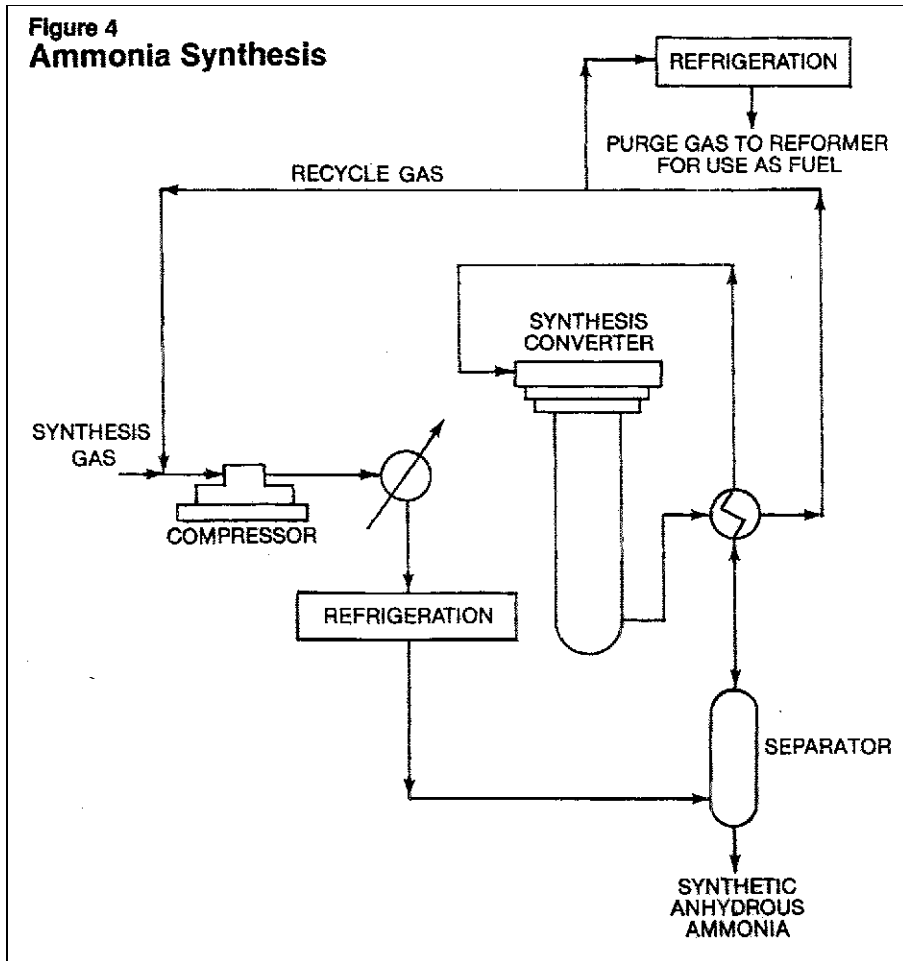 Figure 4
Ammonia Synthesis
REFRIGERATION
PURGE GAS TO REFORMER
FOR USE AS FUEL
RECYCLE GAS
SYNTHESIS
CONVERTER
SYNTHESIS
GAS
COMPRESSOR
REFRIGERATION
SEPARATOR
SYNTHETIC
ANHYDROUS
AMMONIA